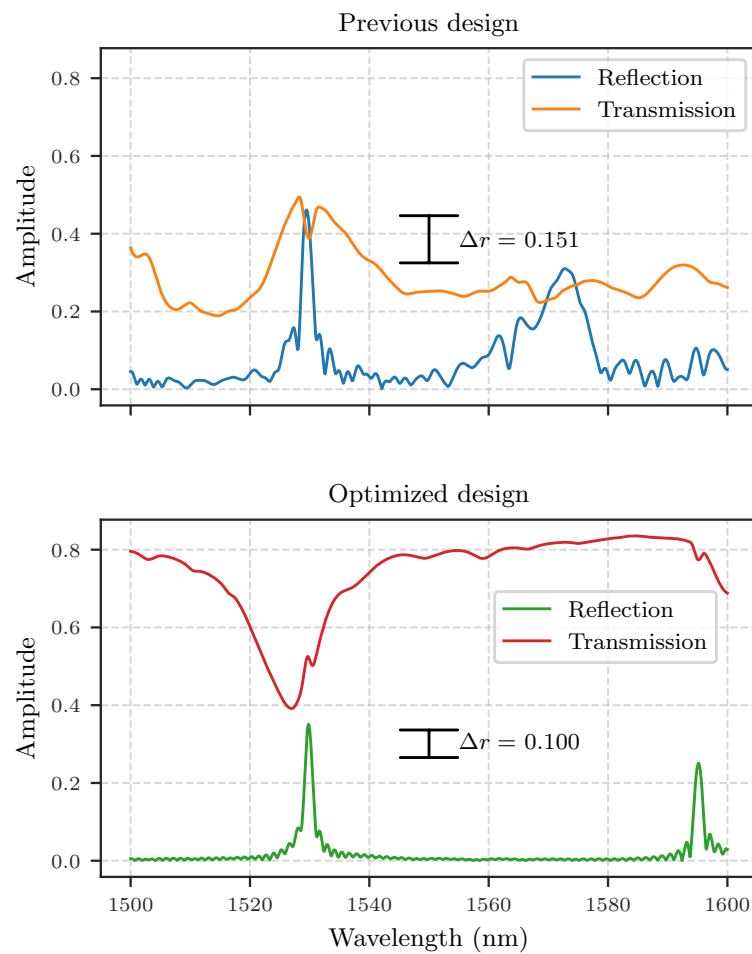 Previous design
Amplitude
0.8
0.6
0.4
0.2
0.0
Reflection
Transmission
Δr = 0.151
Optimized design
Amplitude
0.8
0.6
0.4
0.2
0.0
Reflection
Transmission
Δr = 0.100
1500 1520 1540 1560 1580 1600
Wavelength (nm)